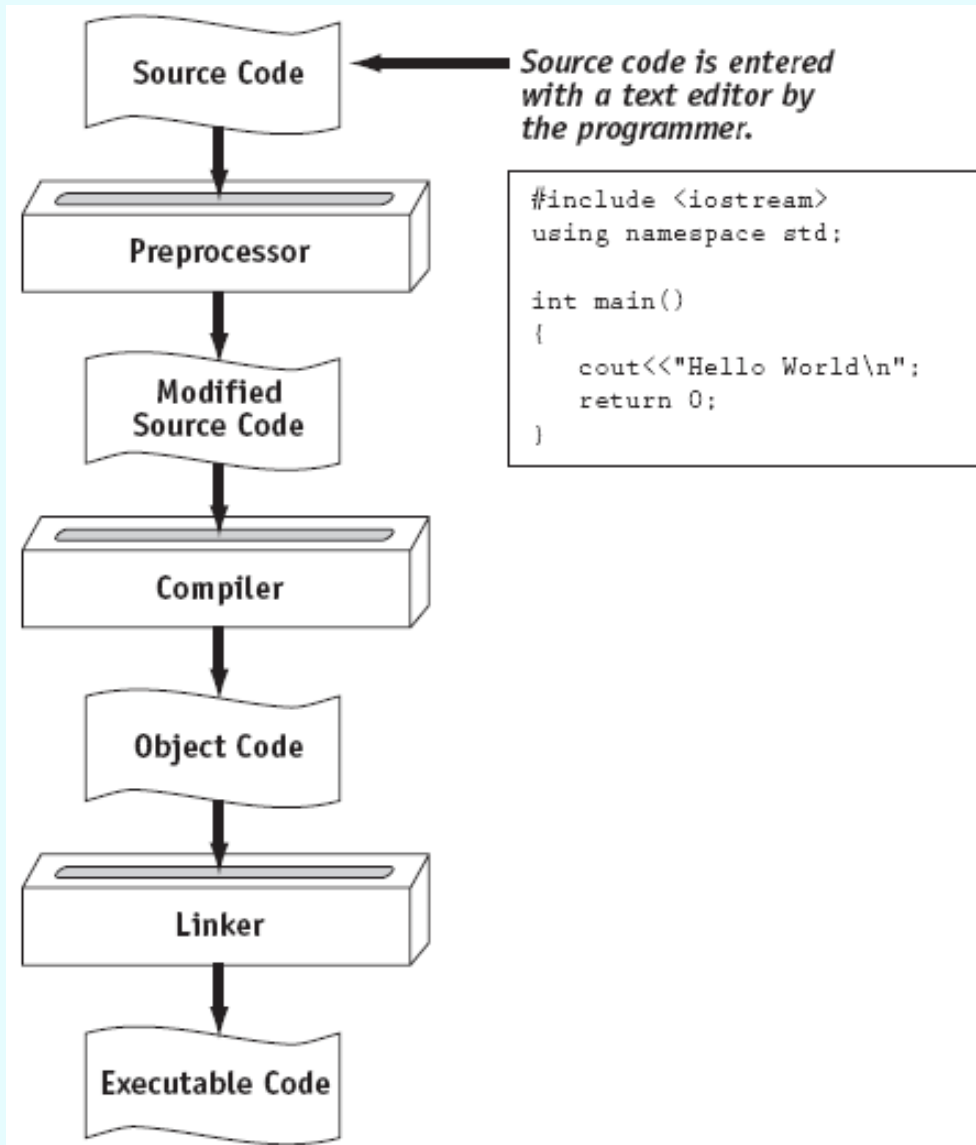 Source Code
Source code is entered
with a text editor by
the programmer.
#include <iostream>
using namespace std;
int main()
{
cout<<"Hello World\n";
return 0;
}
Preprocessor
Modified
Source Code
Compiler
Object Code
Linker
Executable Code